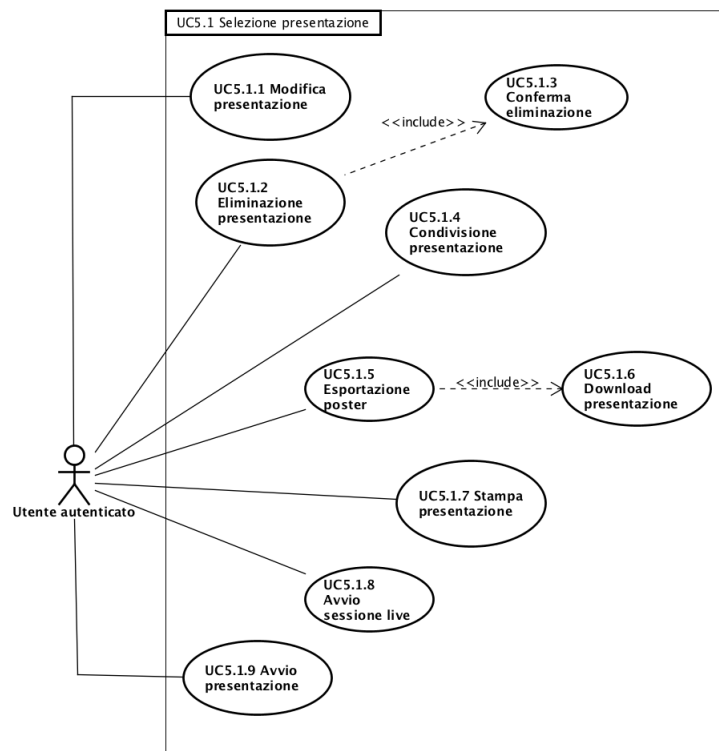 UC5.1 Selezione presentazione
UC5.1.1 Modifica
presentazione
UC5.1.3
Conferma
eliminazione
<<include>>
UC5.1.2
Eliminazione
presentazione
UC5.1.4
Condivisione
presentazione
UC5.1.5
Esportazione
poster
<<include>>
UC5.1.6
Download
presentazione
Utente autenticato
UC5.1.7 Stampa
presentazione
UC5.1.8
Avvio
sessione live
UC5.1.9 Avvio
presentazione